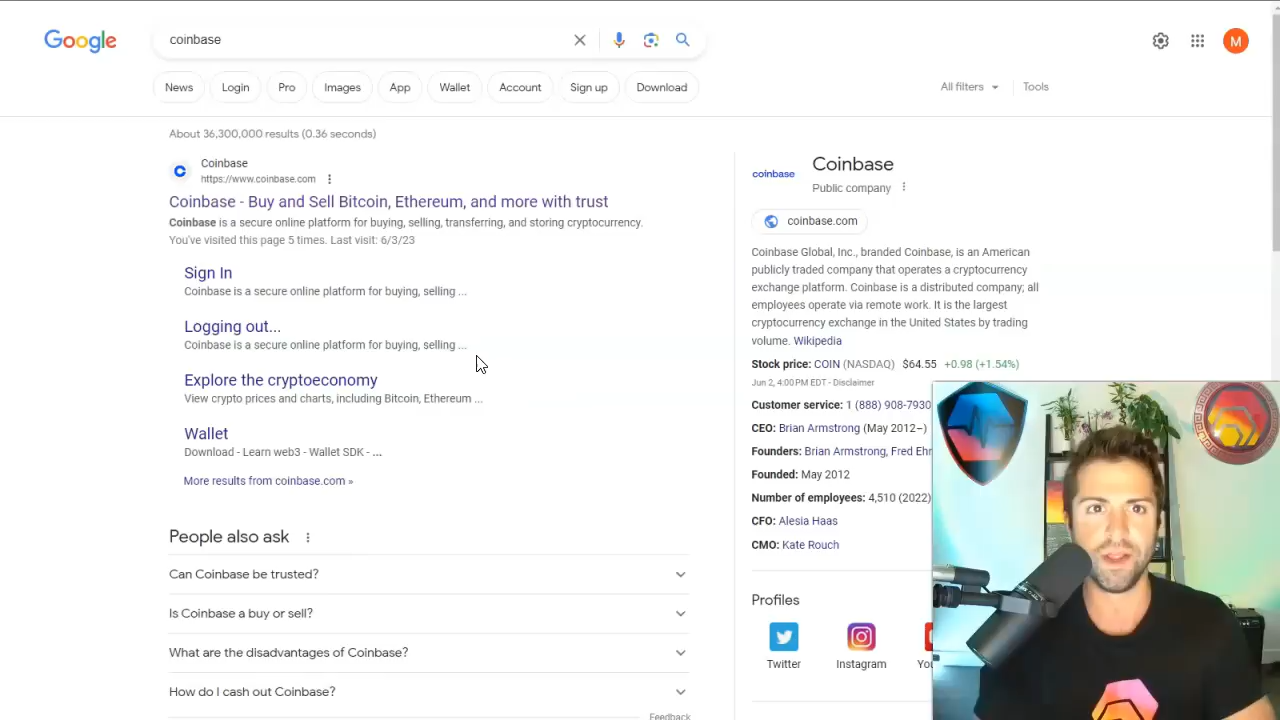 Google
coinbase
News
Login
Pro
Images
App
Wallet
Account
Sign up
Download
All filters
Tools
M
About 36,300,000 results (0.36 seconds)
Coinbase
https://www.coinbase.com
Coinbase - Buy and Sell Bitcoin, Ethereum, and more with trust
Coinbase is a secure online platform for buying, selling, transferring, and storing cryptocurrency.
You've visited this page 5 times. Last visit: 6/3/23
Sign In
Coinbase is a secure online platform for buying, selling ...
Logging out...
Coinbase is a secure online platform for buying, selling ...
Explore the cryptoeconomy
View crypto prices and charts, including Bitcoin, Ethereum ...
Wallet
Download - Learn web3 - Wallet SDK - ...
More results from coinbase.com »
People also ask
Can Coinbase be trusted?
Is Coinbase a buy or sell?
What are the disadvantages of Coinbase?
How do I cash out Coinbase?
Feedback
coinbase
Coinbase
Public company
coinbase.com
Coinbase Global, Inc., branded Coinbase, is an American
publicly traded company that operates a cryptocurrency
exchange platform. Coinbase is a distributed company; all
employees operate via remote work. It is the largest
cryptocurrency exchange in the United States by trading
volume. Wikipedia
Stock price: COIN (NASDAQ) $64.55 +0.98 (+1.54%)
Jun 2, 4:00 PM EDT - Disclaimer
Customer service: 1 (888) 908-7930
CEO: Brian Armstrong (May 2012–)
Founders: Brian Armstrong, Fred Ehr
Founded: May 2012
Number of employees: 4,510 (2022)
CFO: Alesia Haas
CMO: Kate Rouch
Profiles
Twitter
Instagram
You